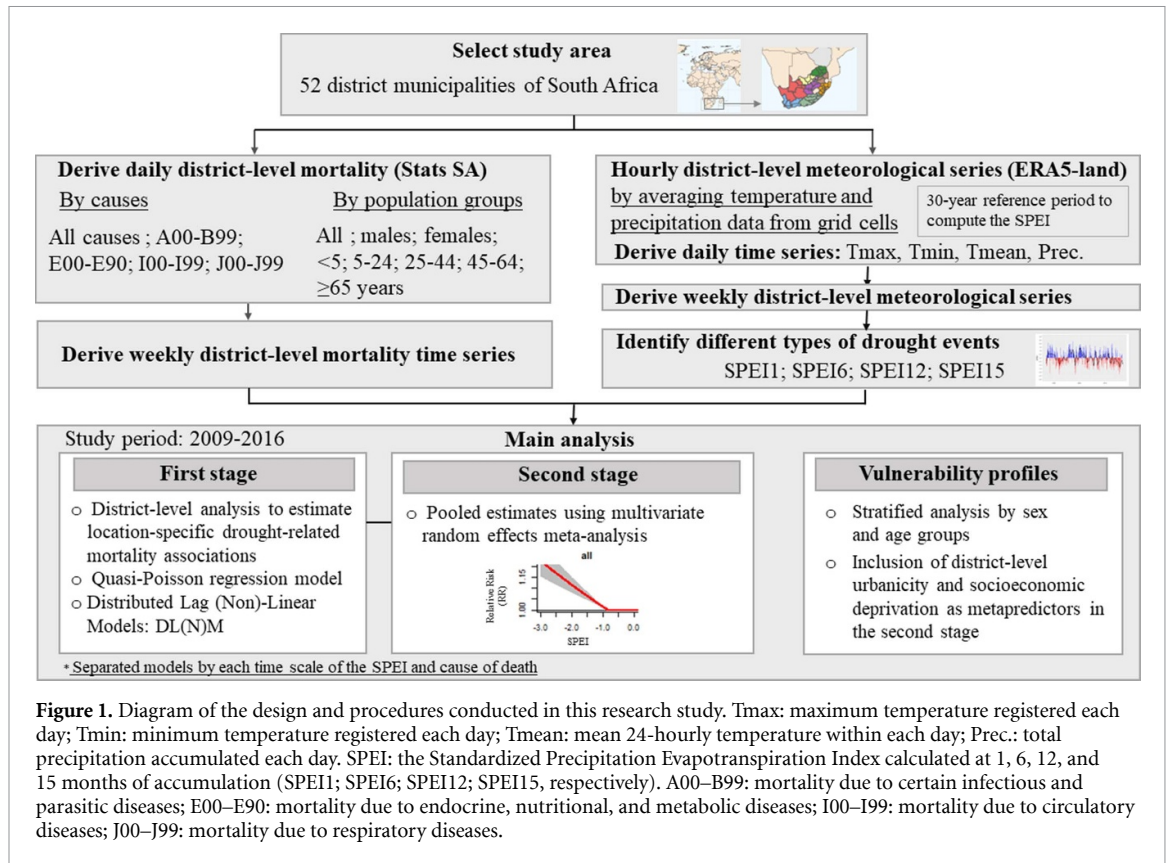 Select study area
52 district municipalities of South Africa
Derive daily district-level mortality (Stats SA)
By causes
All causes ; A00-B99;
E00-E90; I00-I99; J00-J99
By population groups
All ; males; females;
<5; 5-24; 25-44; 45-64;
≥65 years
Derive weekly district-level mortality time series
Hourly district-level meteorological series (ERA5-land)
by averaging temperature and
precipitation data from grid cells
30-year reference period to
compute the SPEI
Derive daily time series: Tmax, Tmin, Tmean, Prec.
Derive weekly district-level meteorological series
Identify different types of drought events
SPEI1; SPEI6; SPEI12; SPEI15
Study period: 2009-2016
Main analysis
First stage
o District-level analysis to estimate
location-specific drought-related
mortality associations
o Quasi-Poisson regression model
o Distributed Lag (Non)-Linear
Models: DL(N)M
Second stage
o Pooled estimates using multivariate
random effects meta-analysis
all
Relative Risk
(RR)
1.15
1.00
-3.0 -2.0 -1.0 0.0
SPEI
Vulnerability profiles
o Stratified analysis by sex
and age groups
o Inclusion of district-level
urbanicity and socioeconomic
deprivation as metapredictors in
the second stage
* Separated models by each time scale of the SPEI and cause of death
Figure 1. Diagram of the design and procedures conducted in this research study. Tmax: maximum temperature registered each
day; Tmin: minimum temperature registered each day; Tmean: mean 24-hourly temperature within each day; Prec.: total
precipitation accumulated each day. SPEI: the Standardized Precipitation Evapotranspiration Index calculated at 1, 6, 12, and
15 months of accumulation (SPEI1; SPEI6; SPEI12; SPEI15, respectively). A00–B99: mortality due to certain infectious and
parasitic diseases; E00–E90: mortality due to endocrine, nutritional, and metabolic diseases; I00–I99: mortality due to circulatory
diseases; J00–J99: mortality due to respiratory diseases.